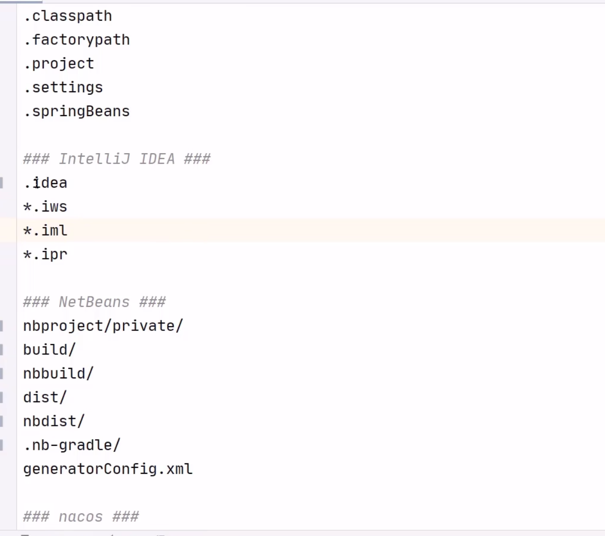 .classpath
.factorypath
.project
.settings
.springBeans
### IntelliJ IDEA ###
.idea
*.iws
*.iml
*.ipr
### NetBeans ###
nbproject/private/
build/
nbbuild/
dist/
nbdist/
.nb-gradle/
generatorConfig.xml
### nacos ###